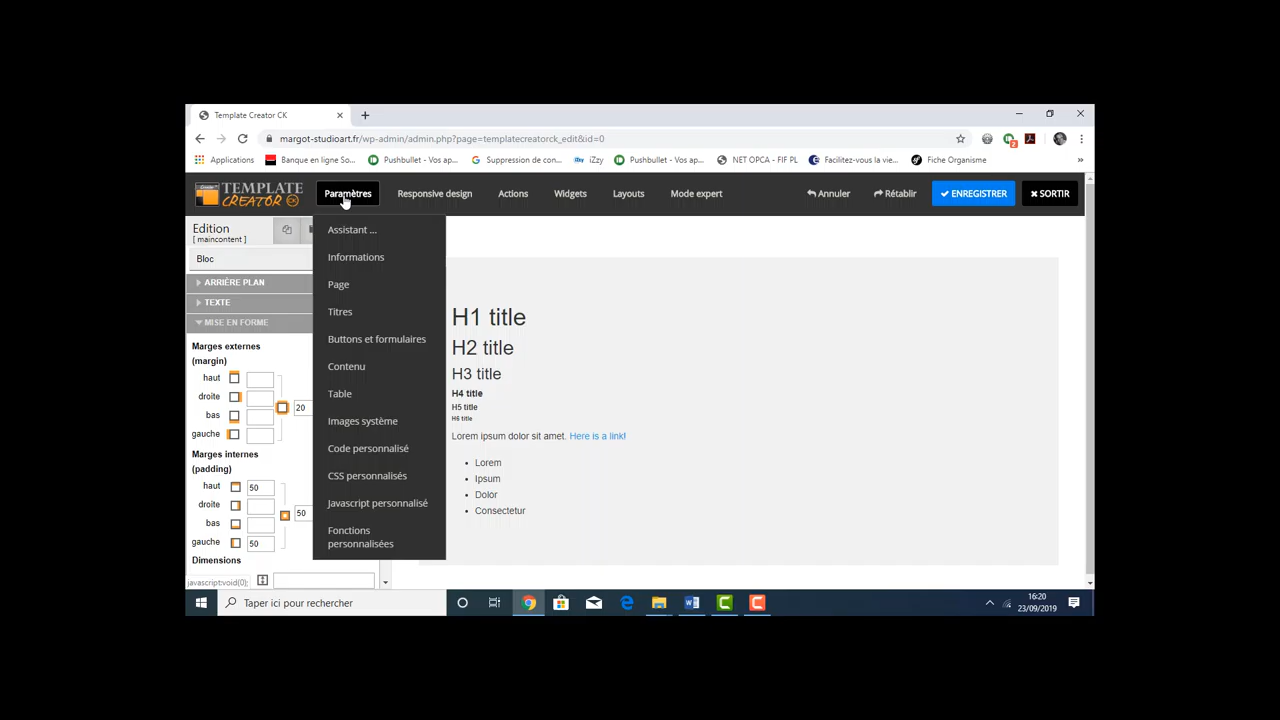 Template Creator CK
margot-studioart.fr/wp-admin/admin.php?page=templatecreatorck_edit&id=0
Applications
Banque en ligne So...
Pushbullet - Vos ap...
Suppression de con...
iZzy
Pushbullet - Vos ap...
NET OPCA - FIF PL
Facilitez-vous la vie...
Fiche Organisme
»
TEMPLATE
CREATOR CK
Paramètres
Responsive design
Actions
Widgets
Layouts
Mode expert
Annuler
Rétablir
ENREGISTRER
SORTIR
Edition
[ maincontent ]
Bloc
ARRIÈRE PLAN
TEXTE
MISE EN FORME
Marges externes
(margin)
haut
droite
20
bas
gauche
Marges internes
(padding)
haut 50
droite
50
bas
gauche 50
Dimensions
javascript:void(0);
Assistant ...
Informations
Page
Titres
Buttons et formulaires
Contenu
Table
Images système
Code personnalisé
CSS personnalisés
Javascript personnalisé
Fonctions
personnalisées
H1 title
H2 title
H3 title
H4 title
H5 title
H6 title
Lorem ipsum dolor sit amet. Here is a link!
Lorem
Ipsum
Dolor
Consectetur
Taper ici pour rechercher
16:20
23/09/2019